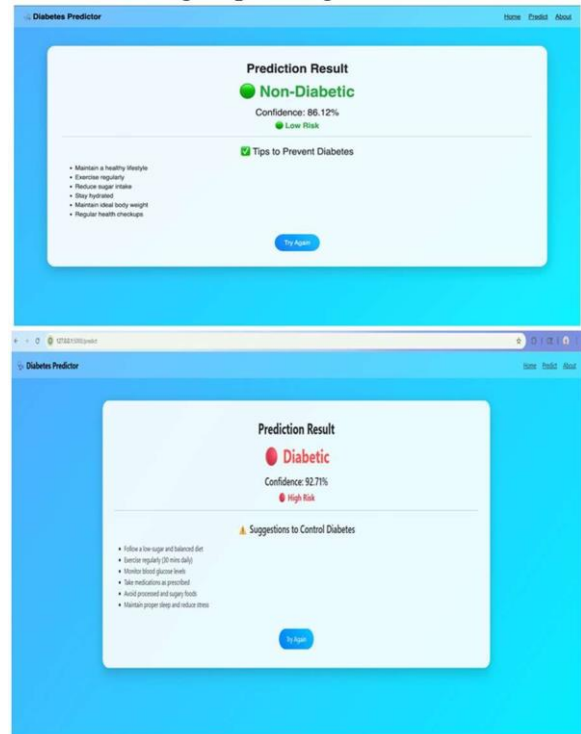 Diabetes Predictor
Home Predict About
Prediction Result
Non-Diabetic
Confidence: 86.12%
Low Risk
Tips to Prevent Diabetes
• Maintain a healthy lifestyle
• Exercise regularly
• Reduce sugar intake
• Stay hydrated
• Maintain ideal body weight
• Regular health checkups
Try Again
Diabetes Predictor
Home Predict About
Prediction Result
Diabetic
Confidence: 92.71%
High Risk
Suggestions to Control Diabetes
• Follow a low-sugar and balanced diet
• Exercise regularly (30 mins daily)
• Monitor blood glucose levels
• Take medications as prescribed
• Avoid processed and sugary foods
• Maintain proper sleep and reduce stress
Try Again